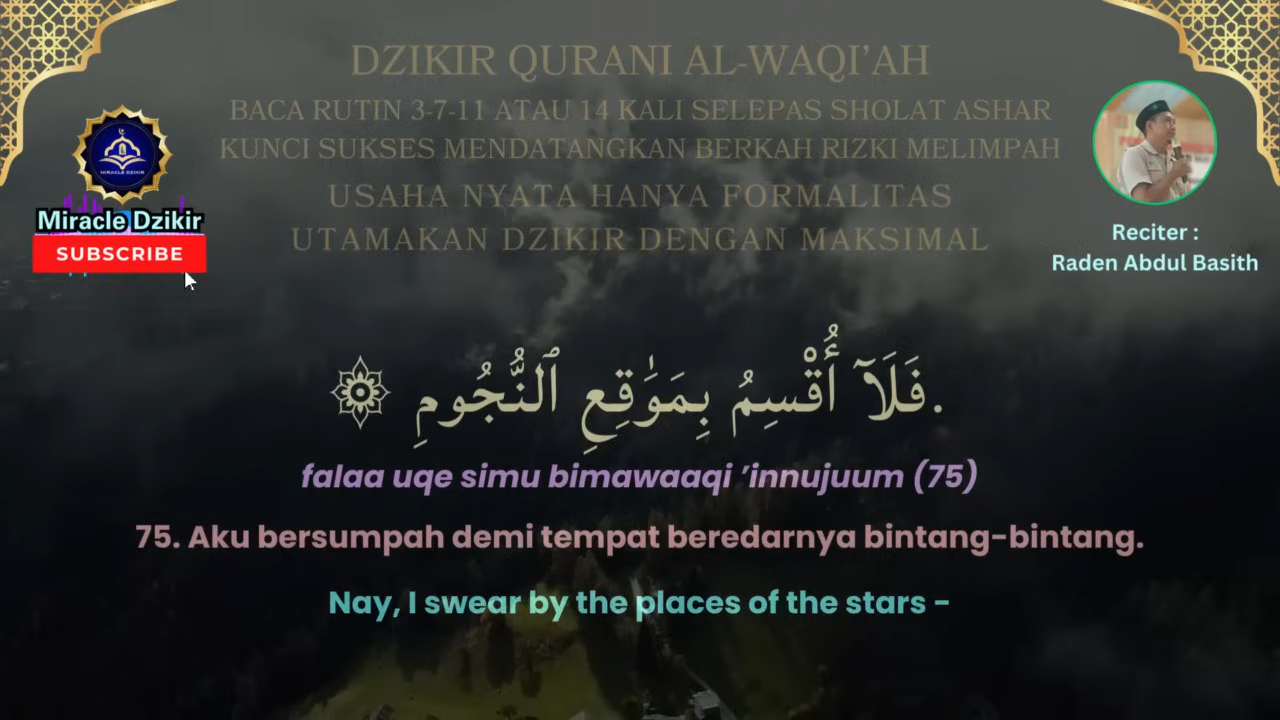 DZIKIR QURANI AL-WAQI'AH
BACA RUTIN 3-7-11 ATAU 14 KALI SELEPAS SHOLAT ASHAR
KUNCI SUKSES MENDATANGKAN BERKAH RIZKI MELIMPAH
USAHA NYATA HANYA FORMALITAS
UTAMAKAN DZIKIR DENGAN MAKSIMAL
MIRACLE DZIKIR
Miracle Dzikir
SUBSCRIBE
Reciter :
Raden Abdul Basith
فَلَآ أُقْسِمُ بِمَوَٰقِعِ ٱلنُّجُومِ.
falaa uqe simu bimawaaqi ’innujuum (75)
75. Aku bersumpah demi tempat beredarnya bintang-bintang.
Nay, I swear by the places of the stars -